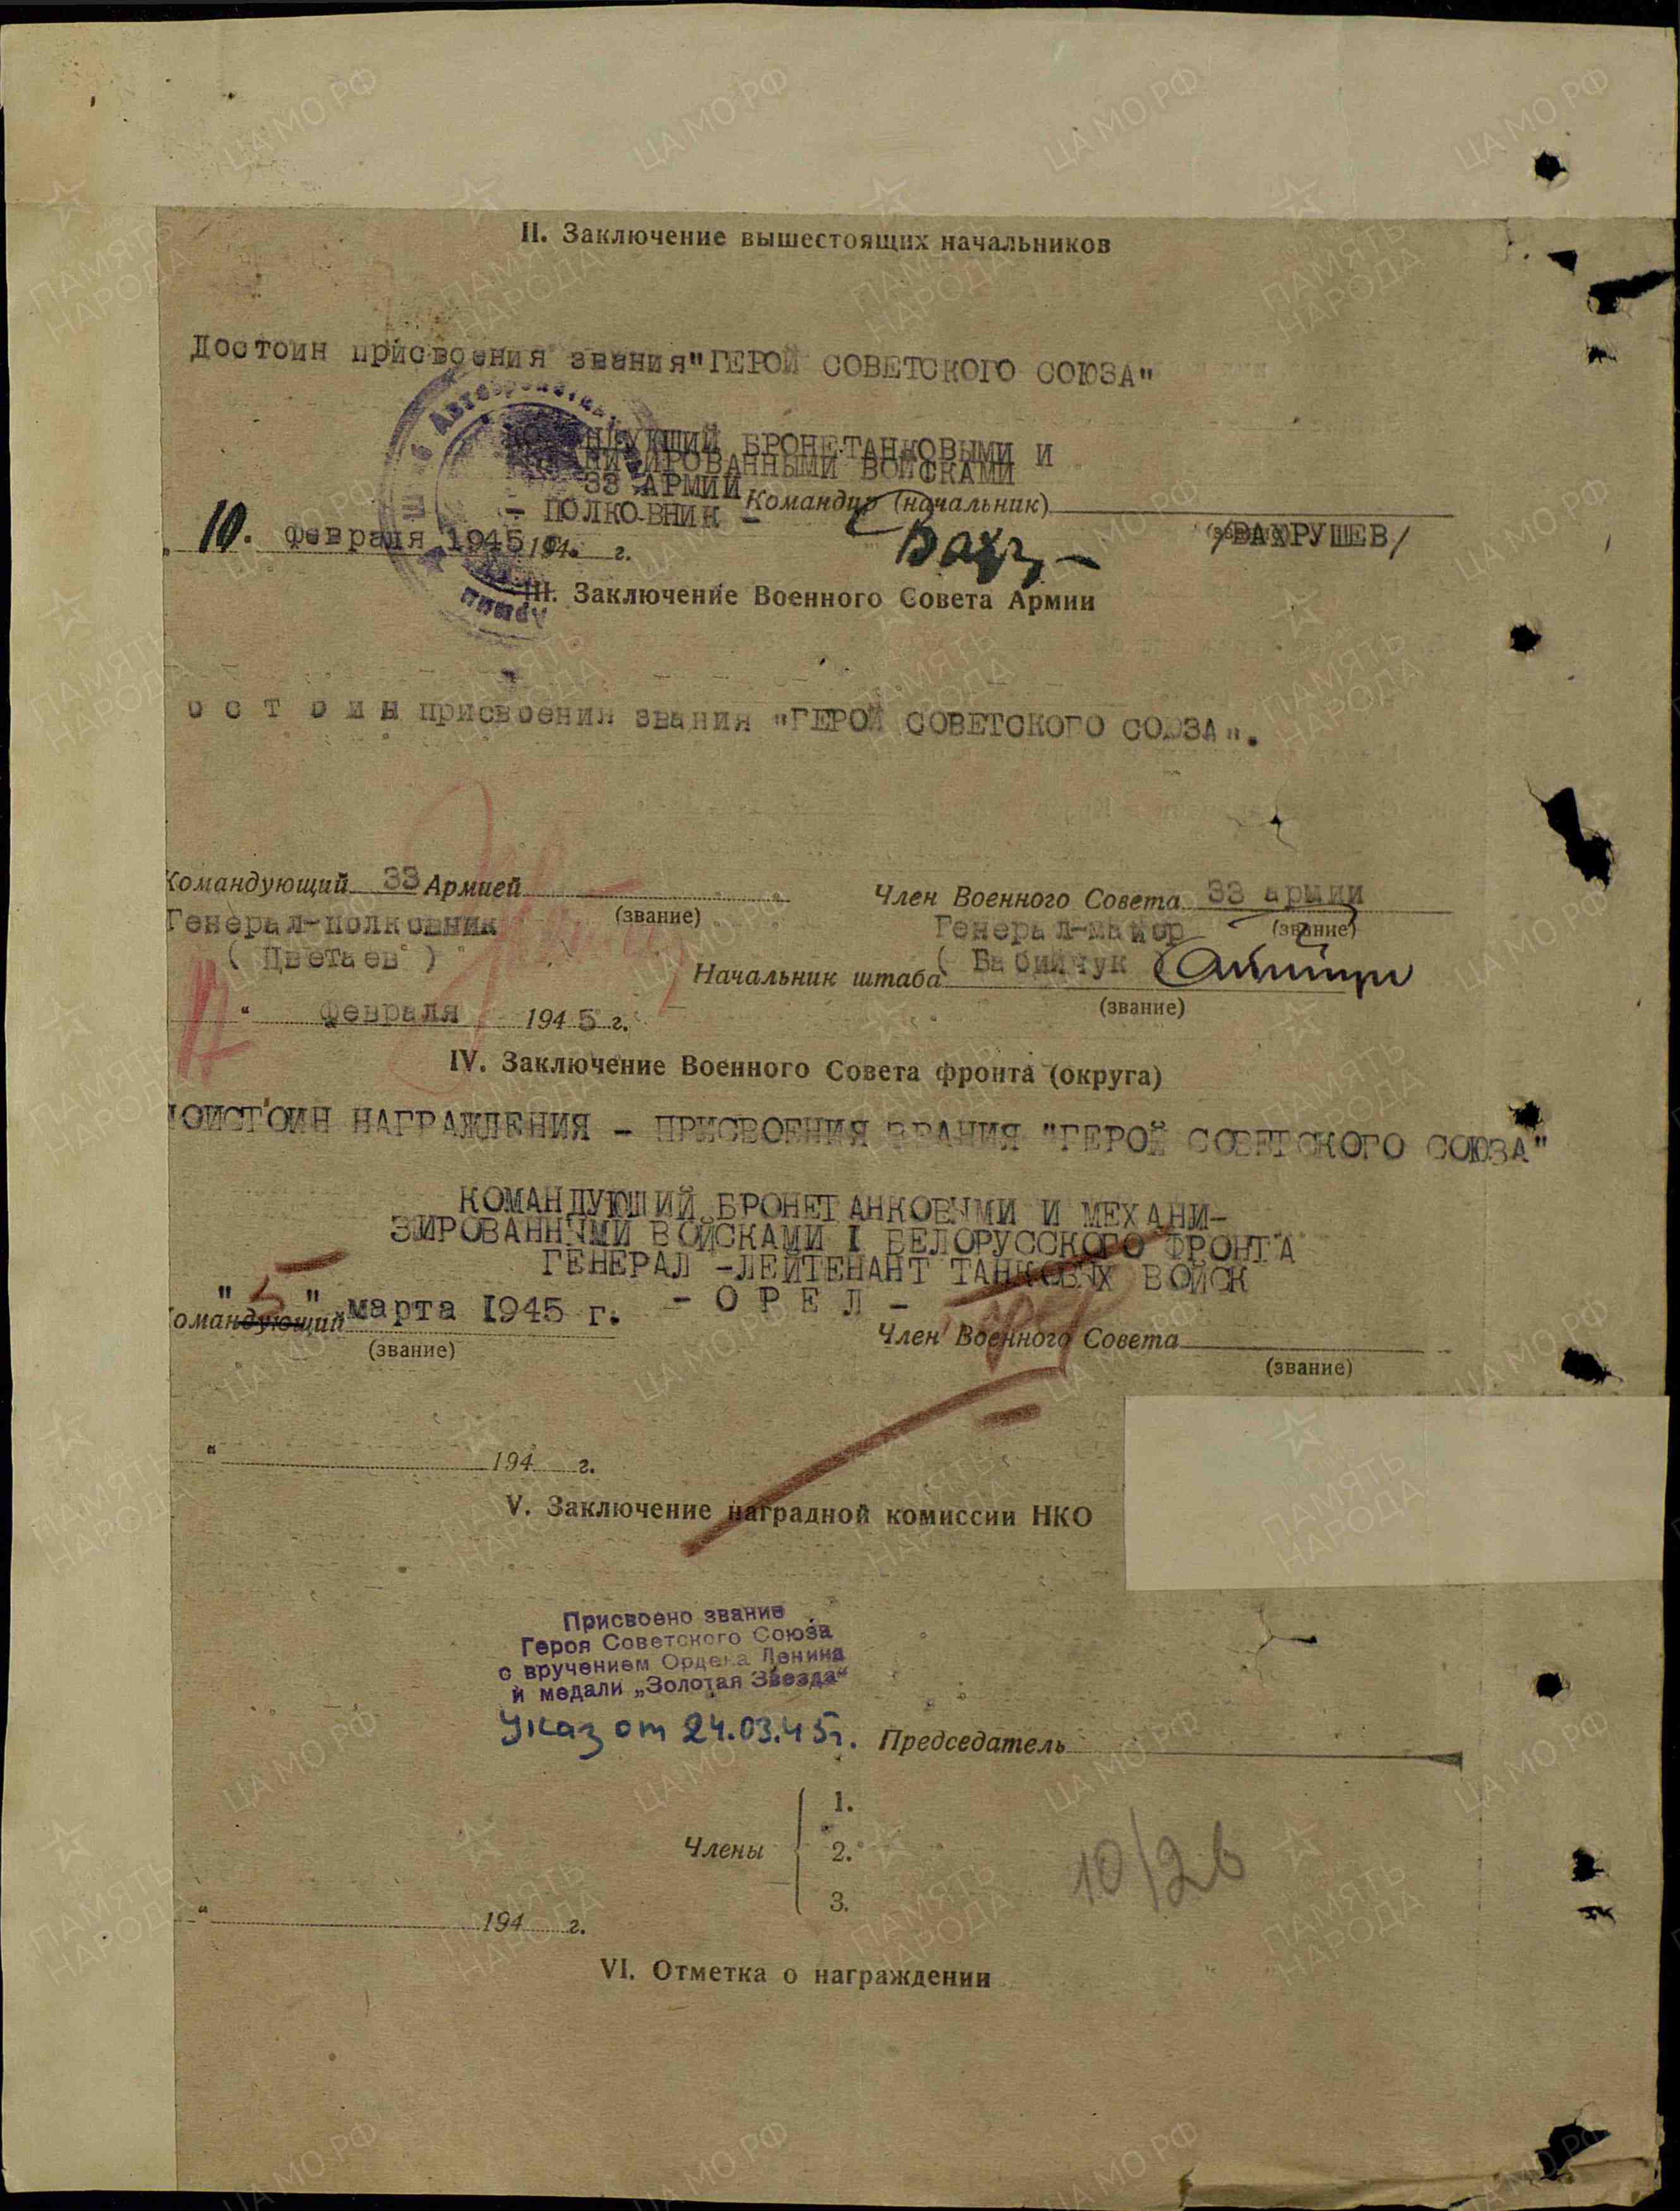 II. Заключение вышестоящих начальников
Достоин присвоения звания "ГЕРОЙ СОВЕТСКОГО СОЮЗА"
БРОНЕТАНКОВЫМИ И
ВОЙСКАМИ
33 АРМИИ
Командир (начальник)
- ПОЛКОВНИК -
/ВАХРУШЕВ/
10. февраля 1945 194 г.
III. Заключение Военного Совета Армии
о с т о и н присвоения звания "ГЕРОЙ СОВЕТСКОГО СОЮЗА".
Командующий 33 Армией
(звание)
Генерал-полковник
( Цветаев )
Член Военного Совета 33 армии
(звание)
Генерал-майор
Начальник штаба ( Бабийчук
(звание)
17 " февраля 1945 г.
IV. Заключение Военного Совета фронта (округа)
ОИСТОИН НАГРАЖДЕНИЯ - ПРИСВОЕНИЯ ЗВАНИЯ "ГЕРОЙ СОВЕТСКОГО СОЮЗА"
КОМАНДУЮЩИЙ БРОНЕТАНКОВЫМИ И МЕХАНИ-
ЗИРОВАННЫМИ ВОЙСКАМИ I БЕЛОРУССКОГО ФРОНТА
ГЕНЕРАЛ -ЛЕЙТЕНАНТ ТАНКОВЫХ ВОЙСК
- О Р Е Л -
"5" марта 1945 г.
омандующий
(звание)
Член Военного Совета
(звание)
" 194 г.
V. Заключение наградной комиссии НКО
Присвоено звание
Героя Советского Союза
с вручением Ордена Ленина
и медали „Золотая Звезда“
Указ от 24.03.45г.
Председатель
Члены
1.
2.
3.
10/26
" 194 г.
VI. Отметка о награждении